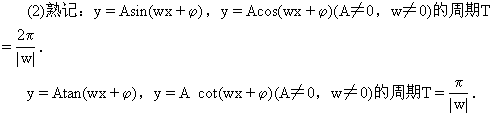 (2)熟记：y＝Asin(wx＋φ)，y＝Acos(wx＋φ)(A≠0，w≠0)的周期T
＝2π/|w|．
y＝Atan(wx＋φ)，y＝A cot(wx＋φ)(A≠0，w≠0)的周期T＝π/|w|．